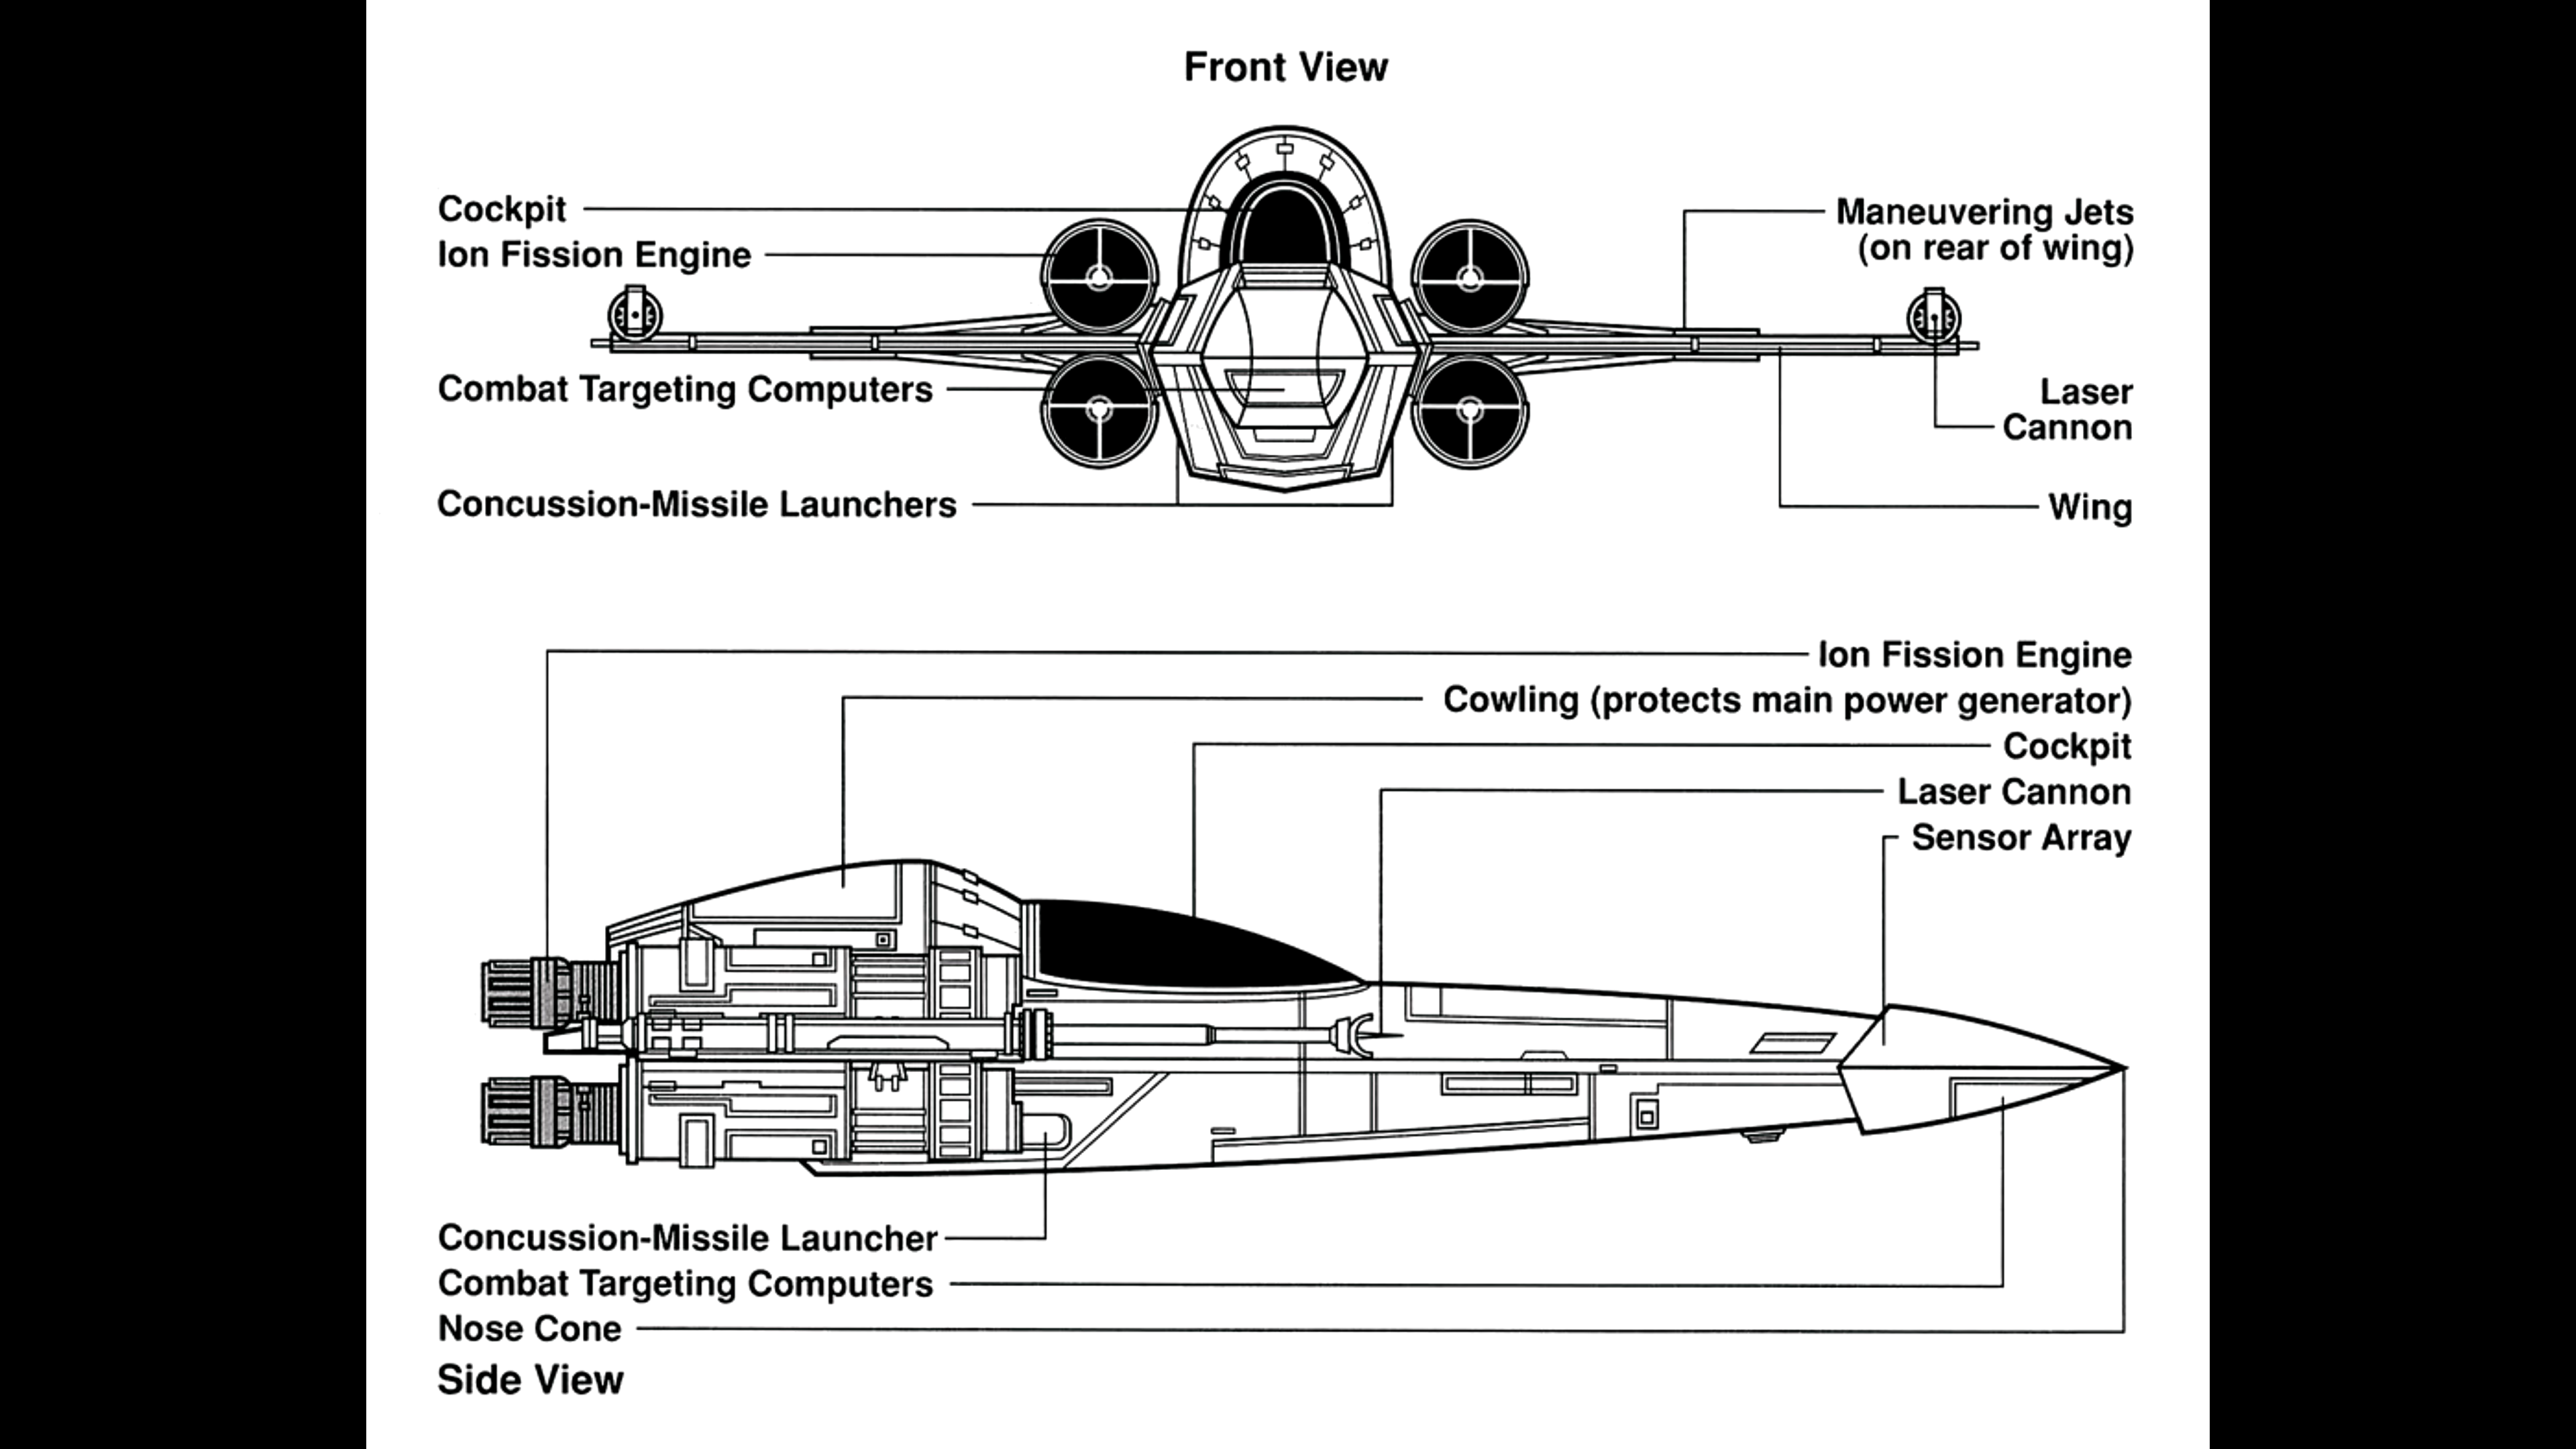 Front View
Cockpit
Ion Fission Engine
Combat Targeting Computers
Concussion-Missile Launchers
Maneuvering Jets
(on rear of wing)
Laser
Cannon
Wing
Ion Fission Engine
Cowling (protects main power generator)
Cockpit
Laser Cannon
Sensor Array
Concussion-Missile Launcher
Combat Targeting Computers
Nose Cone
Side View